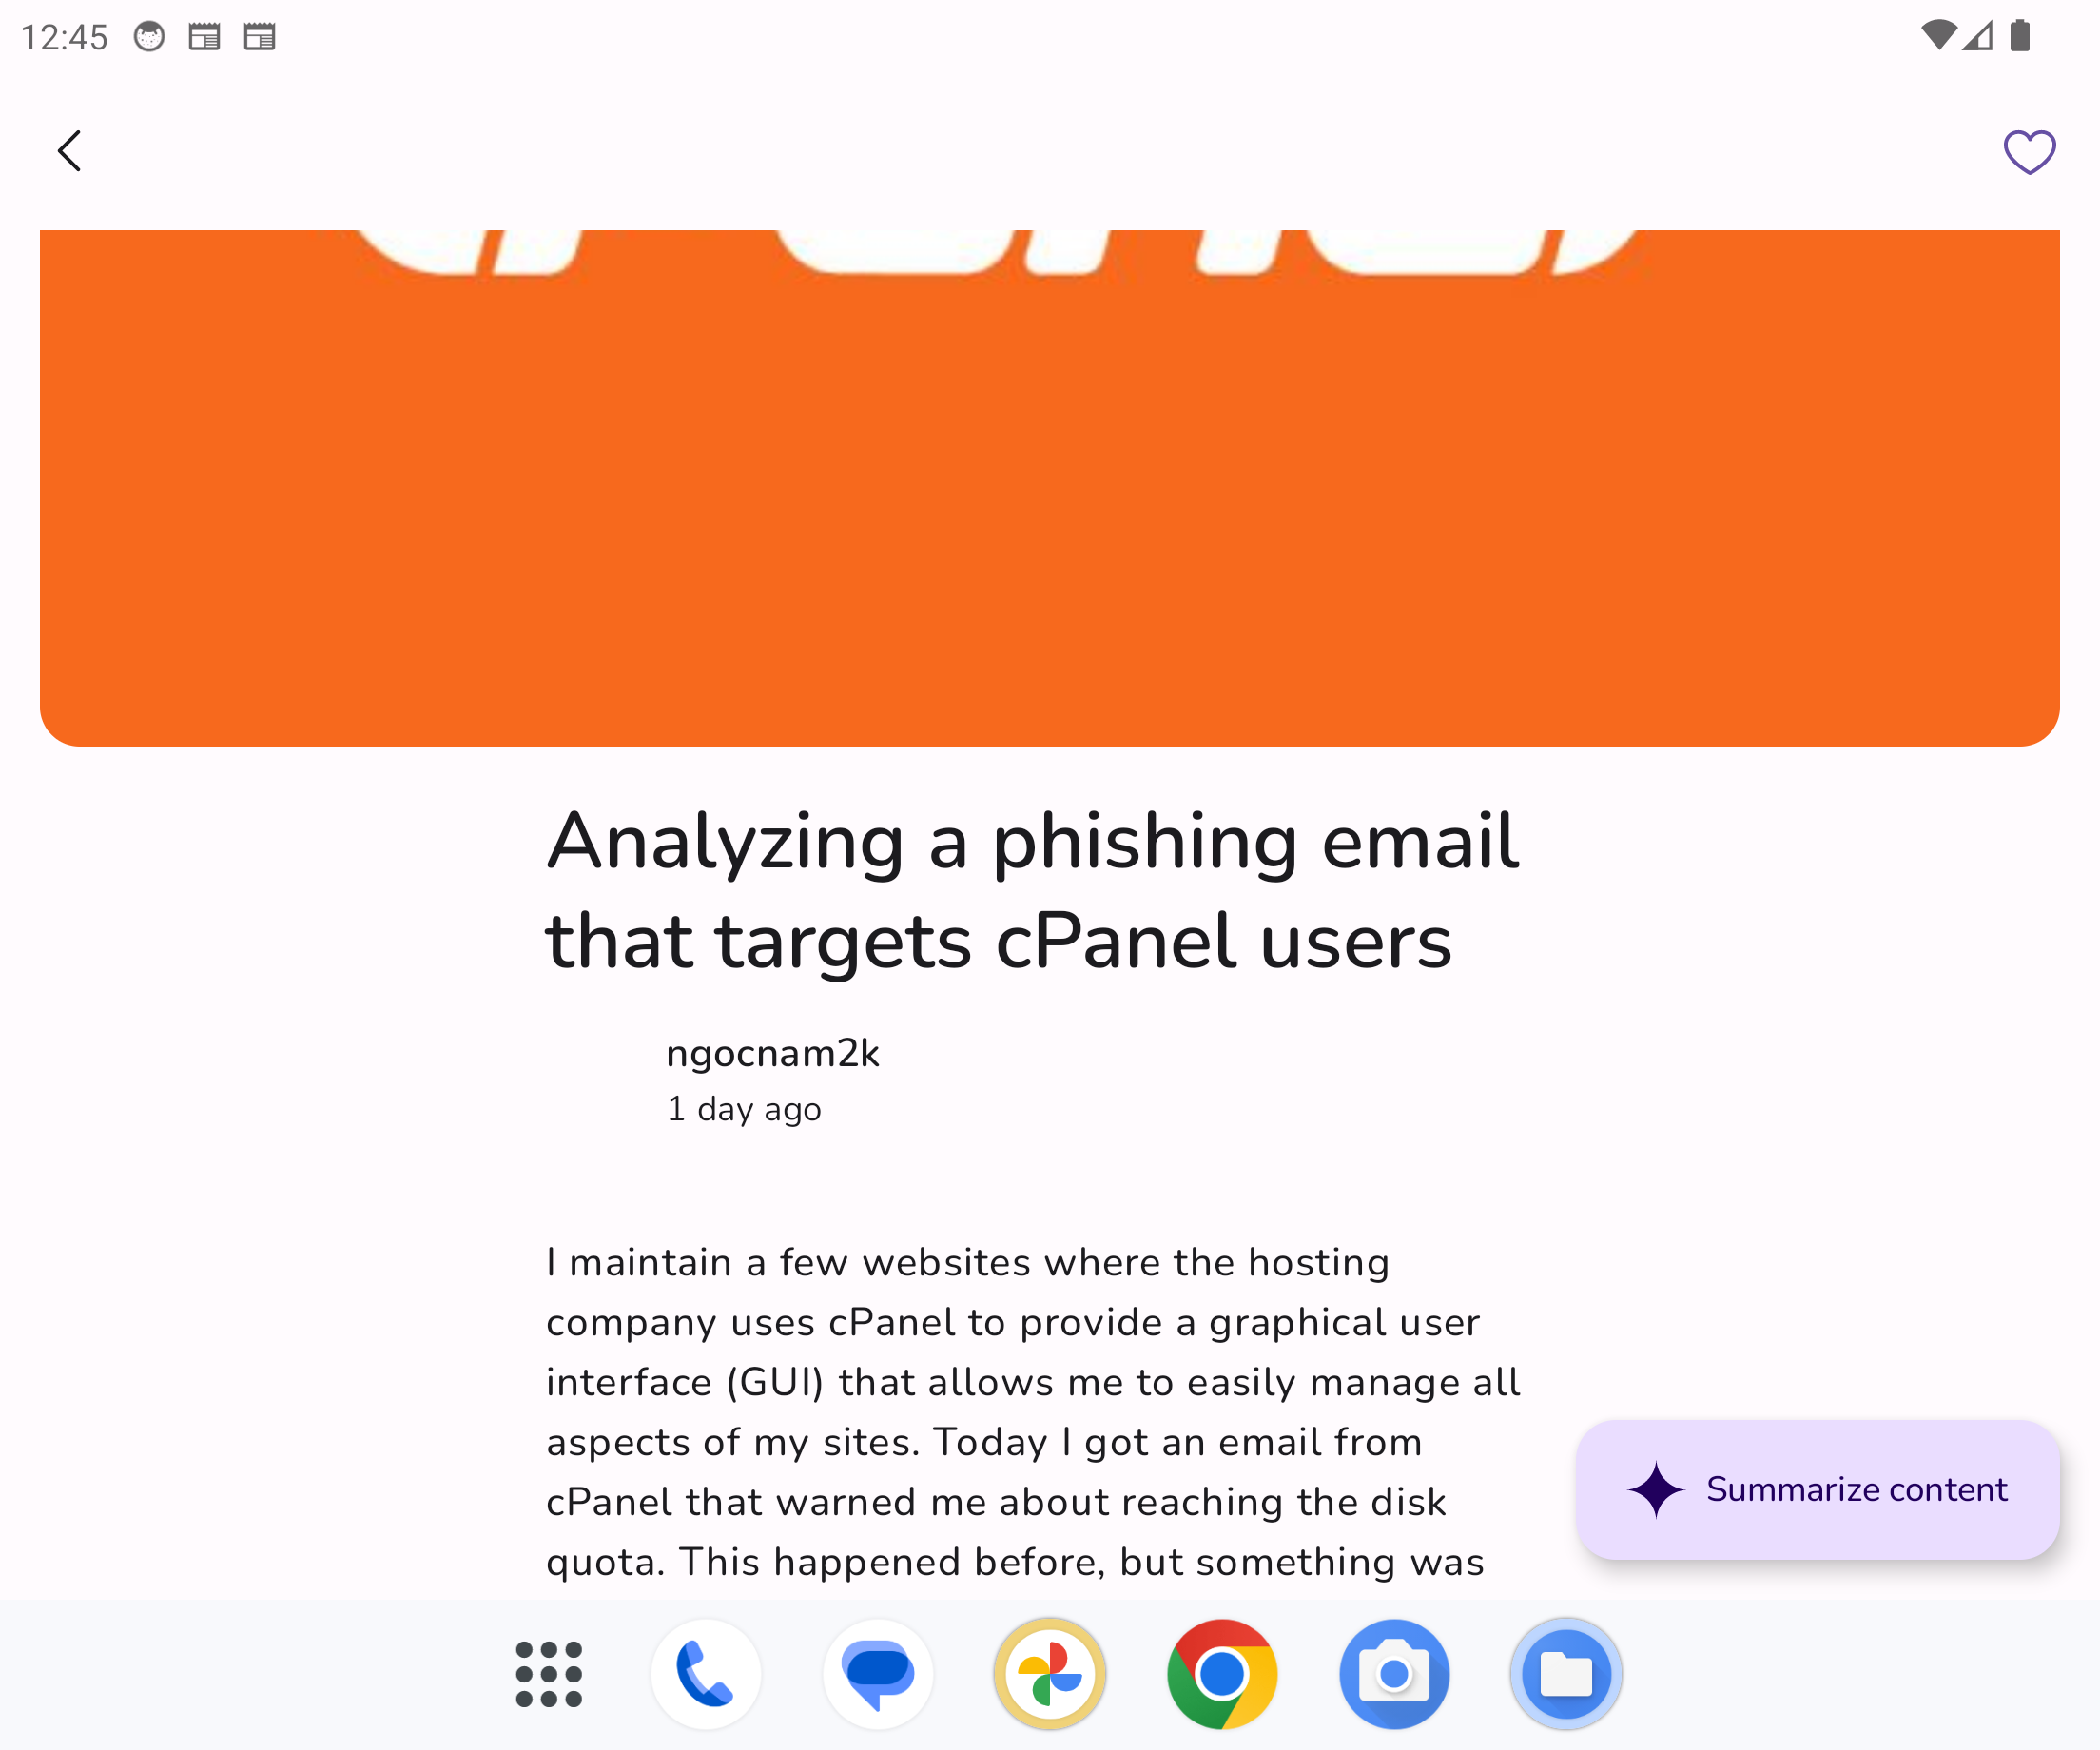 12:45
Analyzing a phishing email
that targets cPanel users
ngocnam2k
1 day ago
I maintain a few websites where the hosting
company uses cPanel to provide a graphical user
interface (GUI) that allows me to easily manage all
aspects of my sites. Today I got an email from
cPanel that warned me about reaching the disk
quota. This happened before, but something was
Summarize content